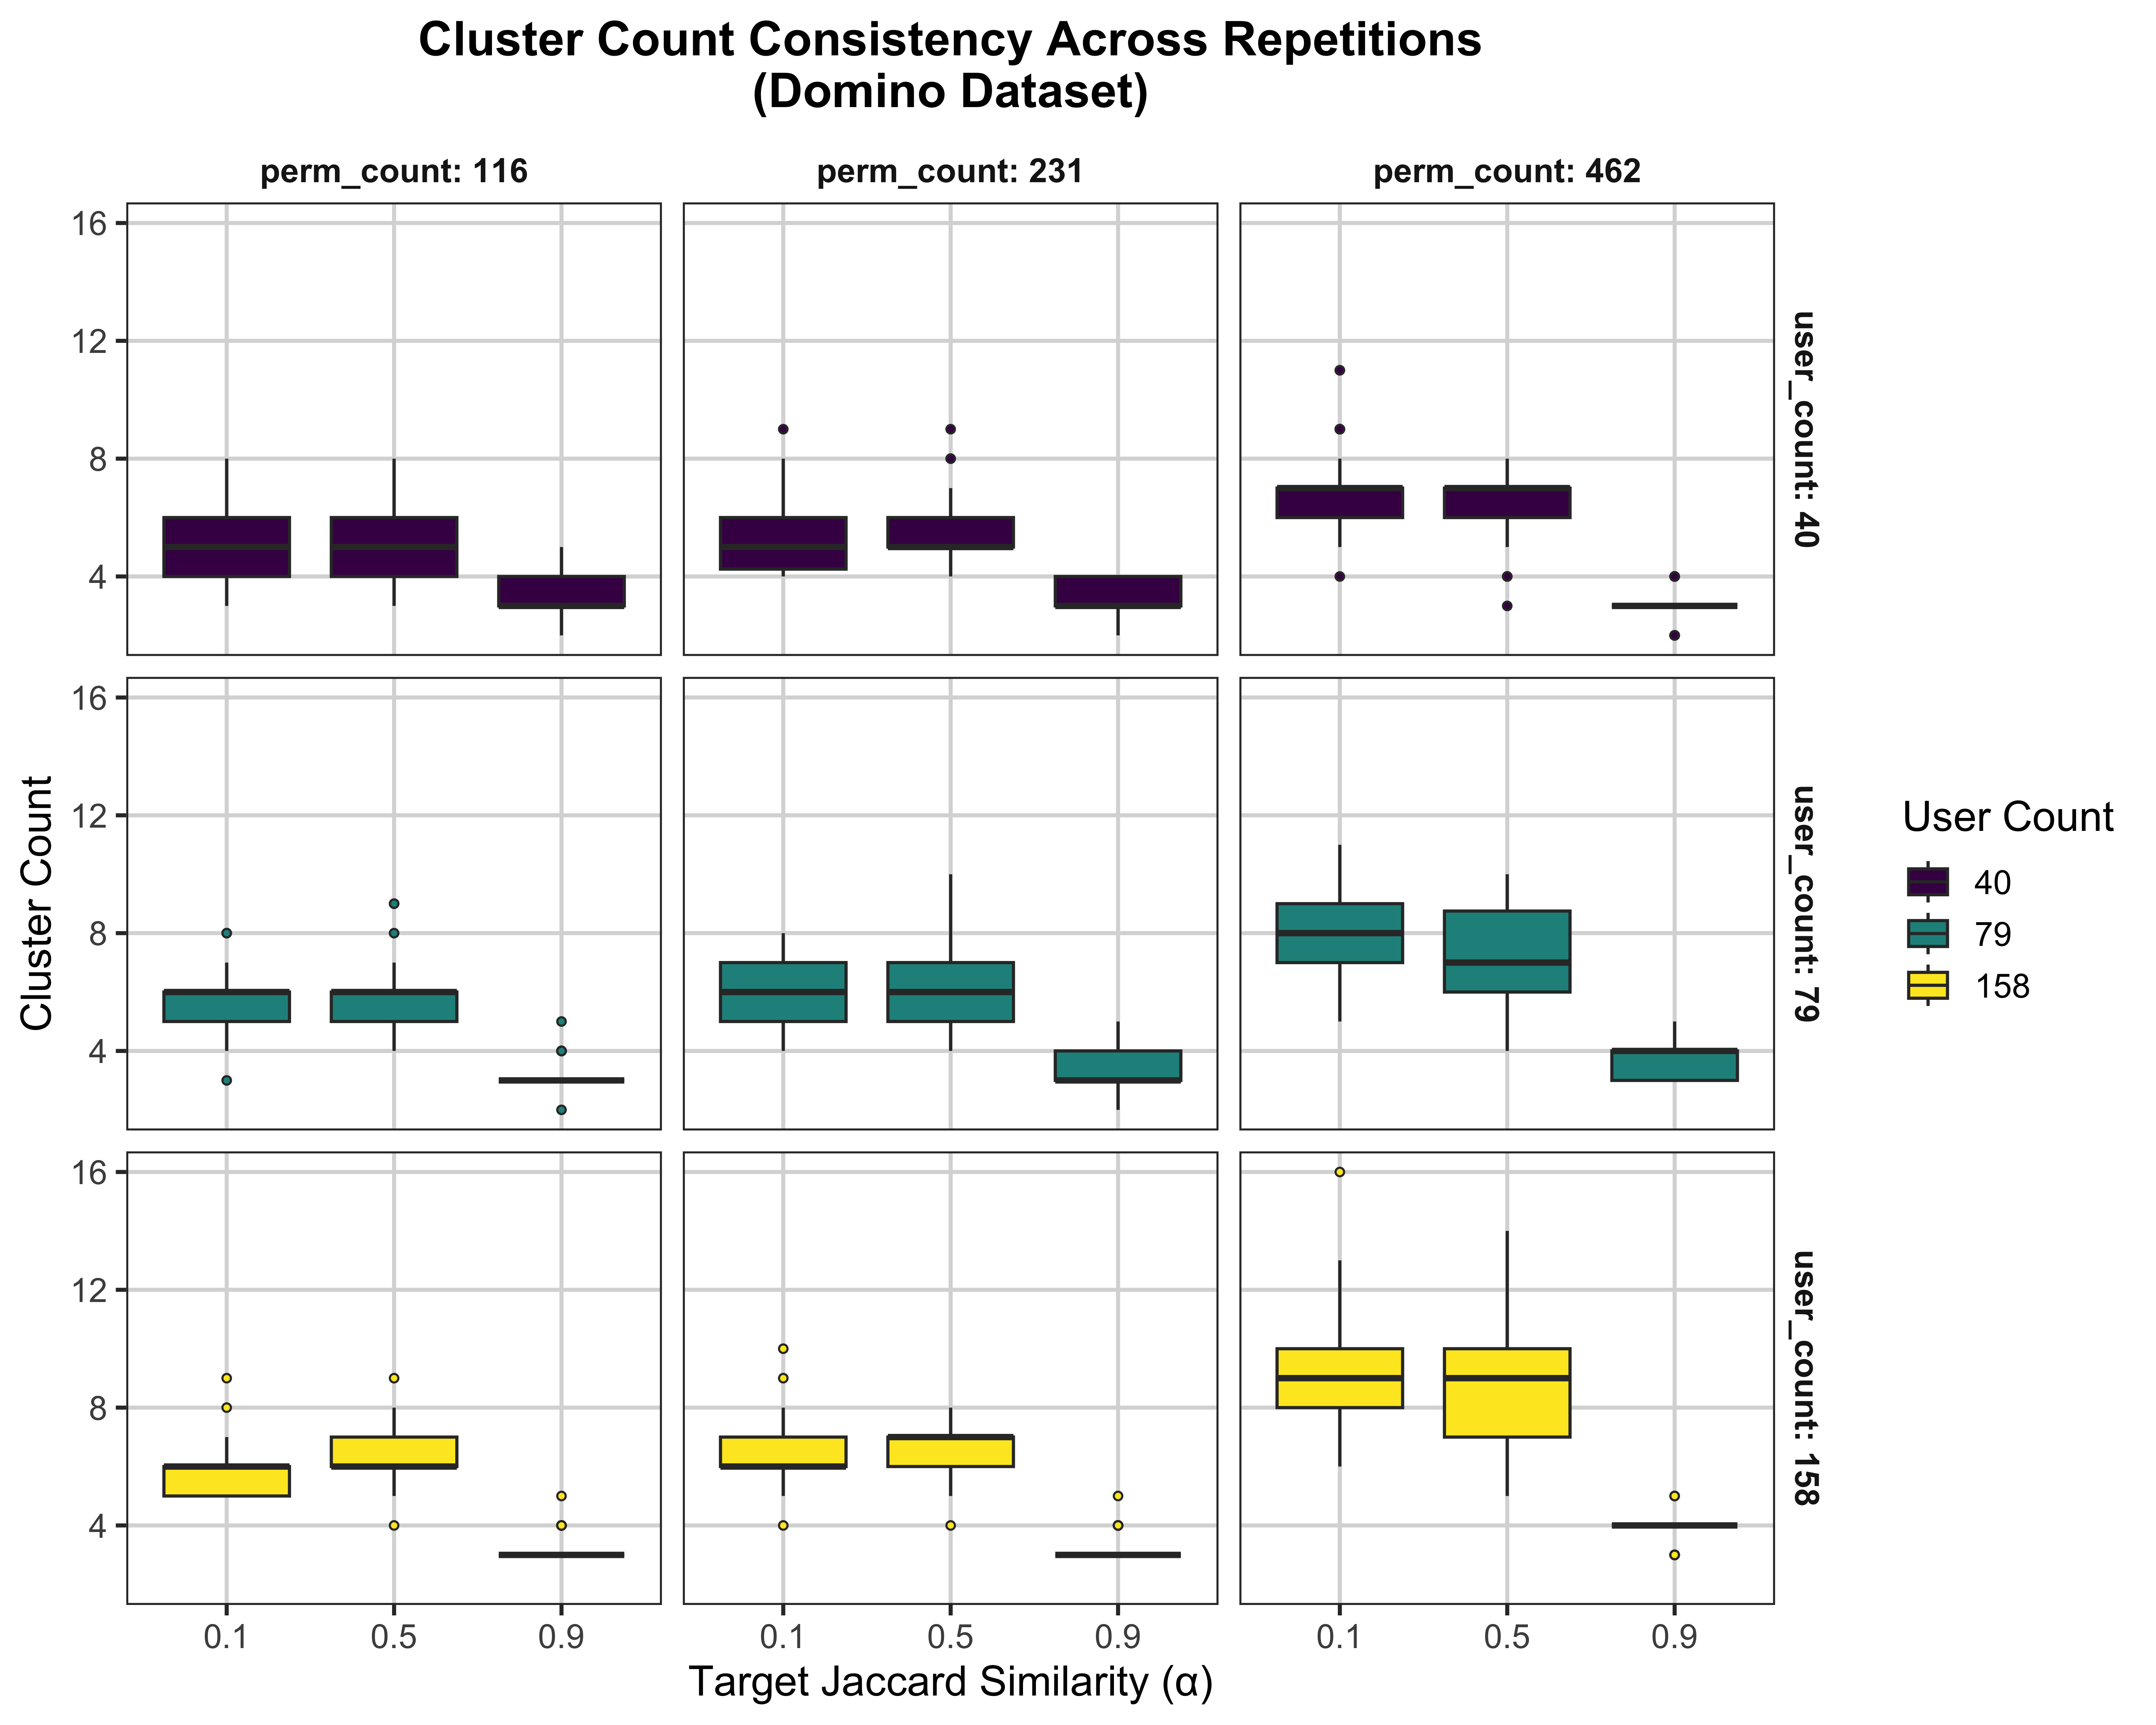 Cluster Count Consistency Across Repetitions
(Domino Dataset)
perm_count: 116
perm_count: 231
perm_count: 462
16
12
8
4
user_count: 40
16
12
8
4
user_count: 79
16
12
8
4
user_count: 158
Cluster Count
0.1
0.5
0.9
0.1
0.5
0.9
0.1
0.5
0.9
Target Jaccard Similarity (α)
User Count
40
79
158